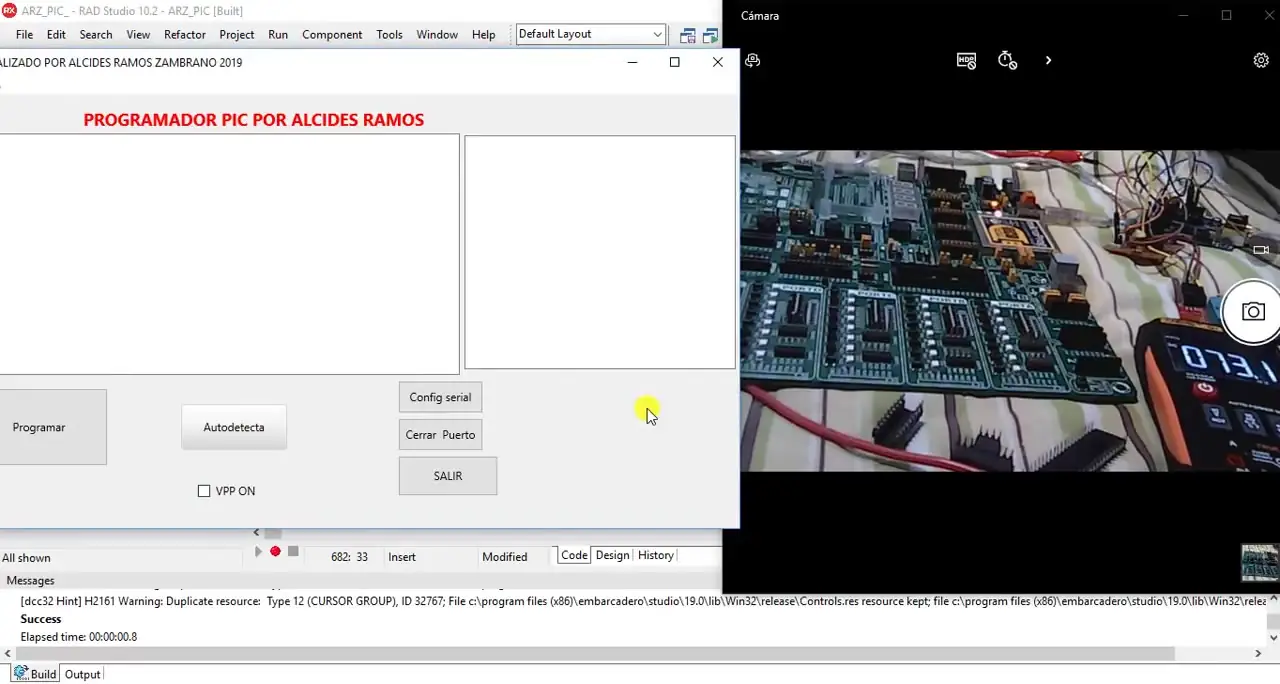 ARZ_PIC_ - RAD Studio 10.2 - ARZ_PIC [Built]
File Edit Search View Refactor Project Run Component Tools Window Help
Default Layout
Cámara
ALIZADO POR ALCIDES RAMOS ZAMBRANO 2019
PROGRAMADOR PIC POR ALCIDES RAMOS
Programar
Autodetecta
VPP ON
Config serial
Cerrar Puerto
SALIR
HDR
PORTB
073.1
All shown
682: 33
Insert
Modified
Code Design History
Messages
[dcc32 Hint] H2161 Warning: Duplicate resource: Type 12 (CURSOR GROUP), ID 32767; File c:\program files (x86)\embarcadero\studio\19.0\lib\Win32\release\Controls.res resource kept; file c:\program files (x86)\embarcadero\studio\19.0\lib\Win32\relea
Success
Elapsed time: 00:00:00.8
Build Output